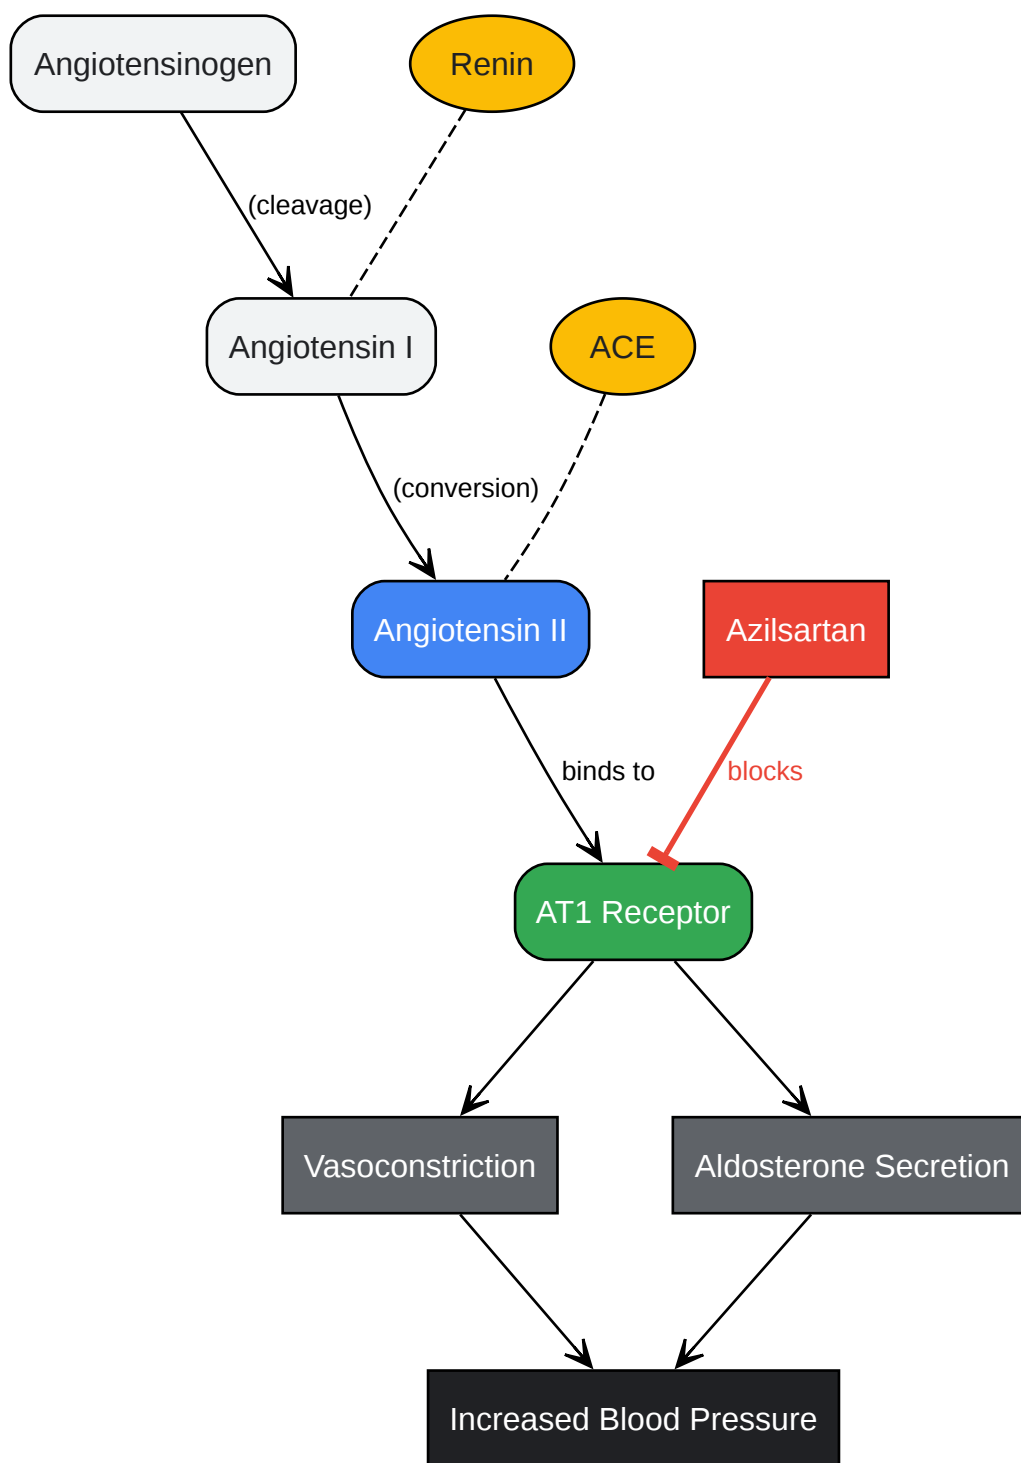 Angiotensinogen
Renin
(cleavage)
Angiotensin I
ACE
(conversion)
Angiotensin II
Azilsartan
binds to
blocks
AT1 Receptor
Vasoconstriction
Aldosterone Secretion
Increased Blood Pressure